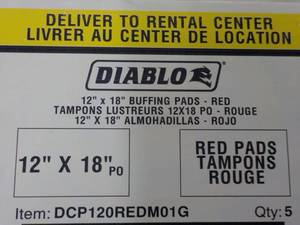 DELIVER TO RENTAL CENTER
LIVRER AU CENTER DE LOCATION
DIABLO
12" x 18" BUFFING PADS - RED
TAMPONS LUSTREURS 12X18 PO - ROUGE
12" X 18" ALMOHADILLAS - ROJO
12" X 18" PO
RED PADS
TAMPONS
ROUGE
Item: DCP120REDM01G Qty: 5